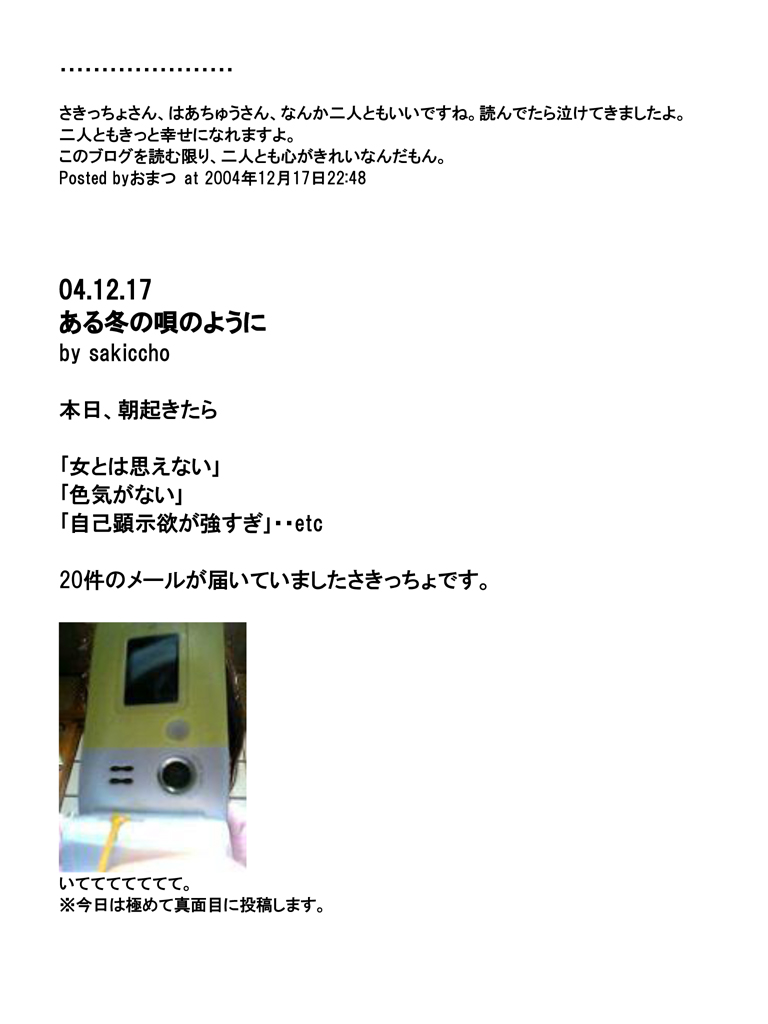 ・・・・・・・・・・・・・・・・・・・・・
さきっちょさん、はあちゅうさん、なんか二人ともいいですね。読んでたら泣けてきましたよ。
二人ともきっと幸せになれますよ。
このブログを読む限り、二人とも心がきれいなんだもん。
Posted byおまつ at 2004年12月17日22:48
04.12.17
ある冬の唄のように
by sakiccho
本日、朝起きたら
「女とは思えない」
「色気がない」
「自己顕示欲が強すぎ」・・etc
20件のメールが届いていましたさきっちょです。
いててててててて。
※今日は極めて真面目に投稿します。